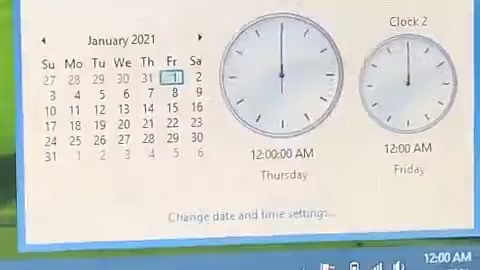 January 2021
Su Mo Tu We Th Fr Sa
27 28 29 30 31 1 2
3 4 5 6 7 8 9
10 11 12 13 14 15 16
17 18 19 20 21 22 23
24 25 26 27 28 29 30
31 1 2 3 4 5 6
12:00:00 AM
Thursday
Clock 2
12:00 AM
Friday
Change date and time settings...
12:00 AM